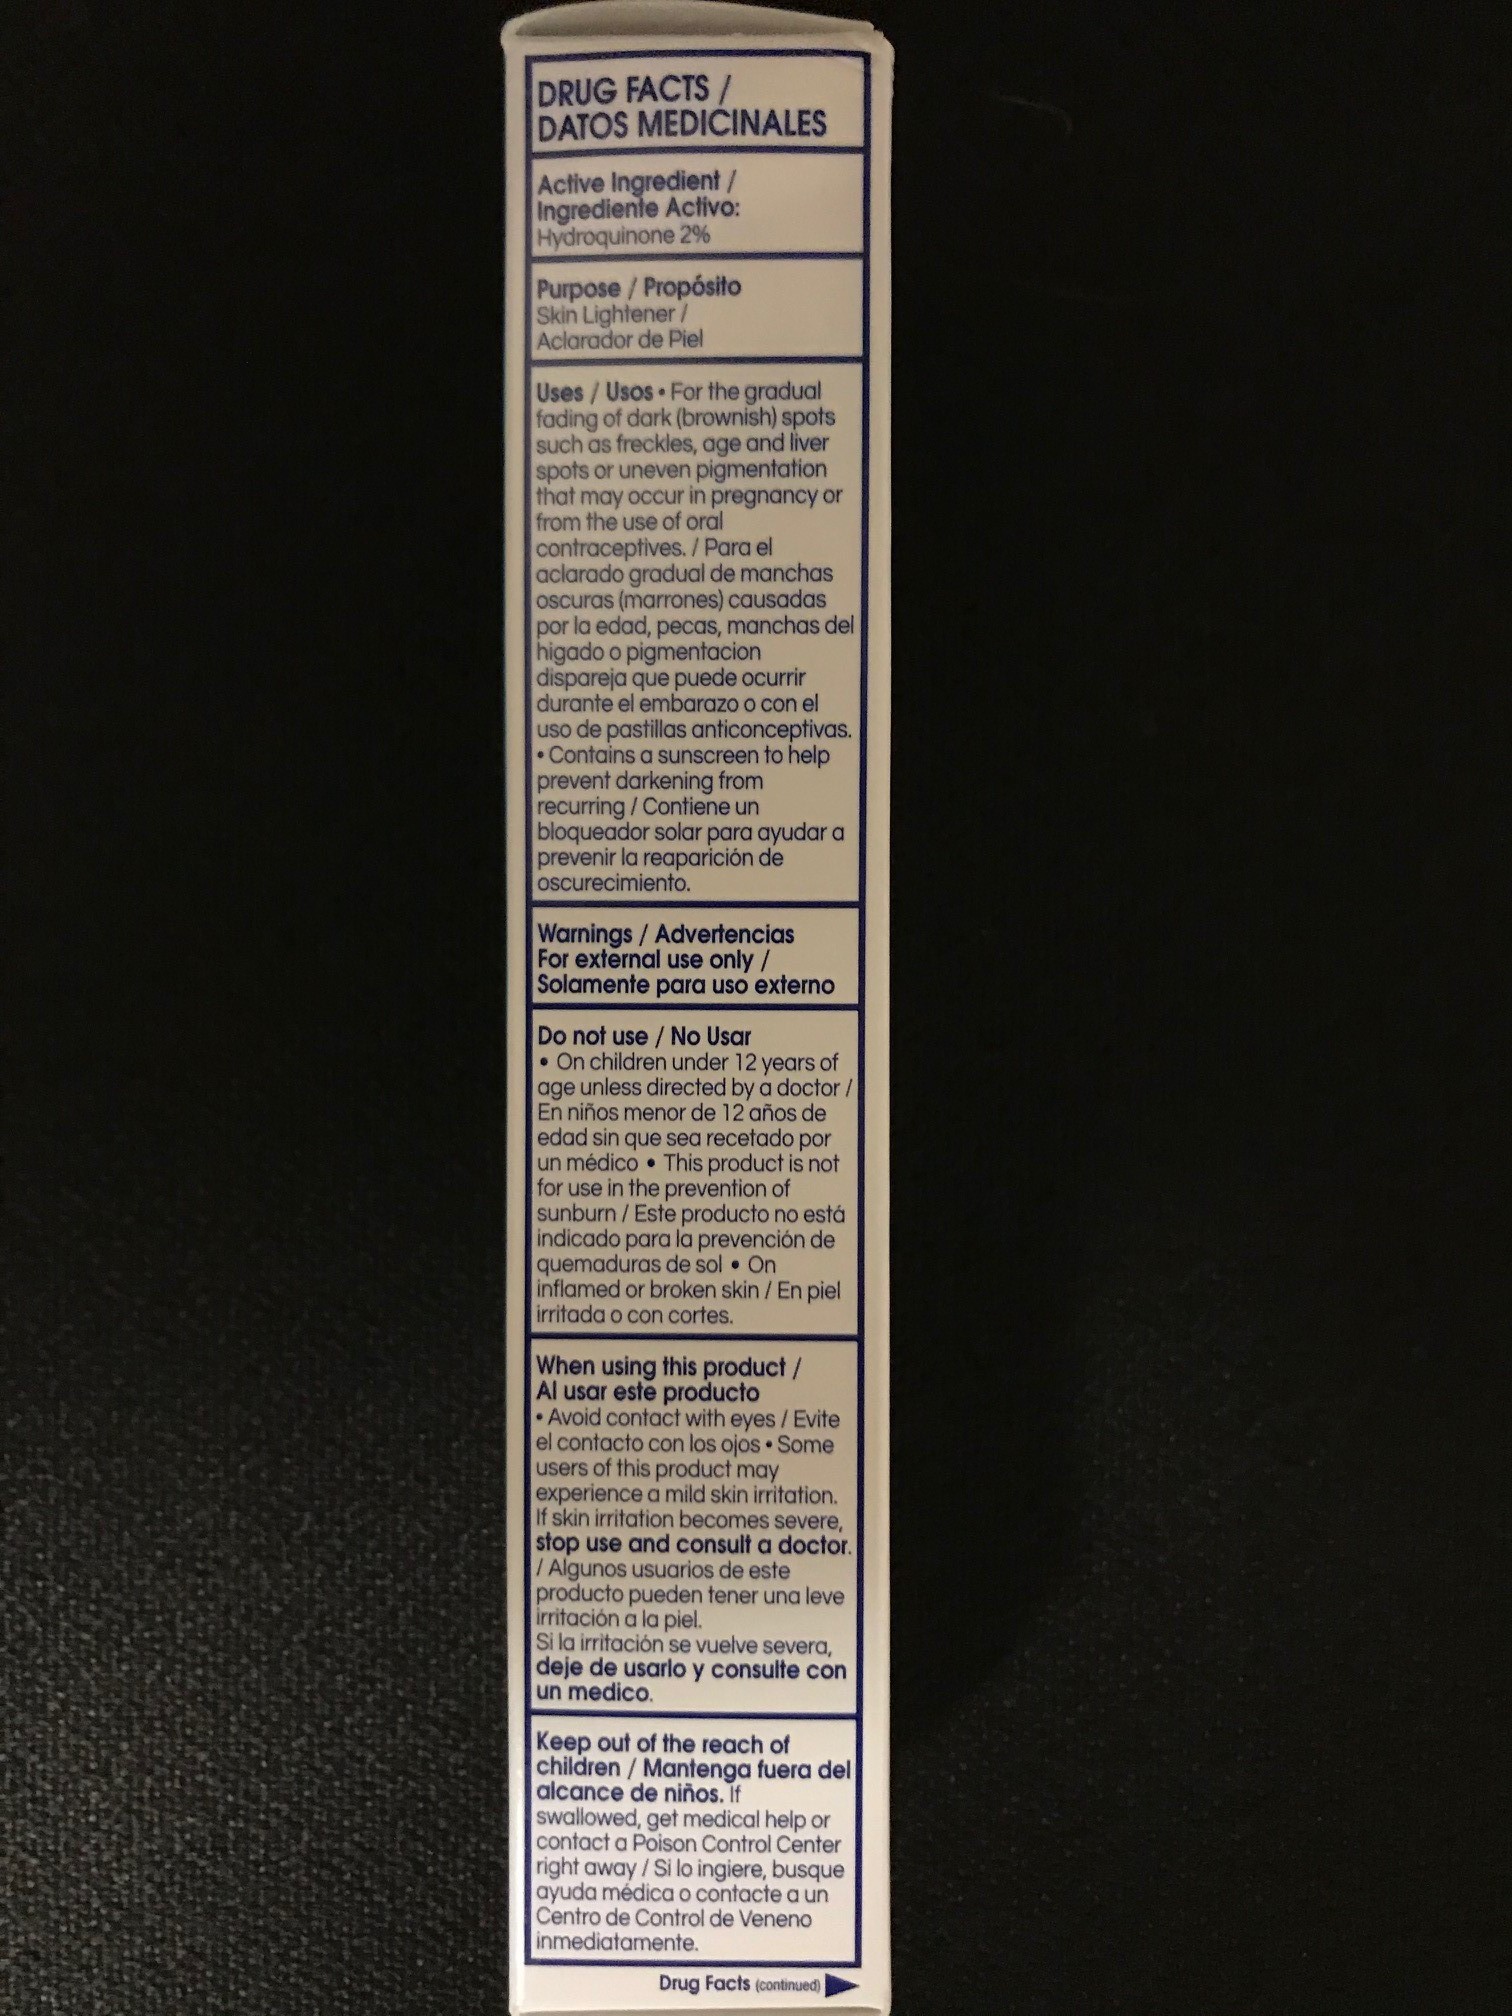 DRUG FACTS /
DATOS MEDICINALES
Active Ingredient /
Ingrediente Activo:
Hydroquinone 2%
Purpose / Propósito
Skin Lightener /
Aclarador de Piel
Uses / Usos • For the gradual
fading of dark (brownish) spots
such as freckles, age and liver
spots or uneven pigmentation
that may occur in pregnancy or
from the use of oral
contraceptives. / Para el
aclarado gradual de manchas
oscuras (marrones) causadas
por la edad, pecas, manchas del
higado o pigmentacion
dispareja que puede ocurrir
durante el embarazo o con el
uso de pastillas anticonceptivas.
• Contains a sunscreen to help
prevent darkening from
recurring / Contiene un
bloqueador solar para ayudar a
prevenir la reaparición de
oscurecimiento.
Warnings / Advertencias
For external use only /
Solamente para uso externo
Do not use / No Usar
• On children under 12 years of
age unless directed by a doctor /
En niños menor de 12 años de
edad sin que sea recetado por
un médico • This product is not
for use in the prevention of
sunburn / Este producto no está
indicado para la prevención de
quemaduras de sol • On
inflamed or broken skin / En piel
irritada o con cortes.
When using this product /
Al usar este producto
• Avoid contact with eyes / Evite
el contacto con los ojos • Some
users of this product may
experience a mild skin irritation.
If skin irritation becomes severe,
stop use and consult a doctor.
/ Algunos usuarios de este
producto pueden tener una leve
irritación a la piel.
Si la irritación se vuelve severa,
deje de usarlo y consulte con
un medico.
Keep out of the reach of
children / Mantenga fuera del
alcance de niños. If
swallowed, get medical help or
contact a Poison Control Center
right away / Si lo ingiere, busque
ayuda médica o contacte a un
Centro de Control de Veneno
inmediatamente.
Drug Facts (continued)